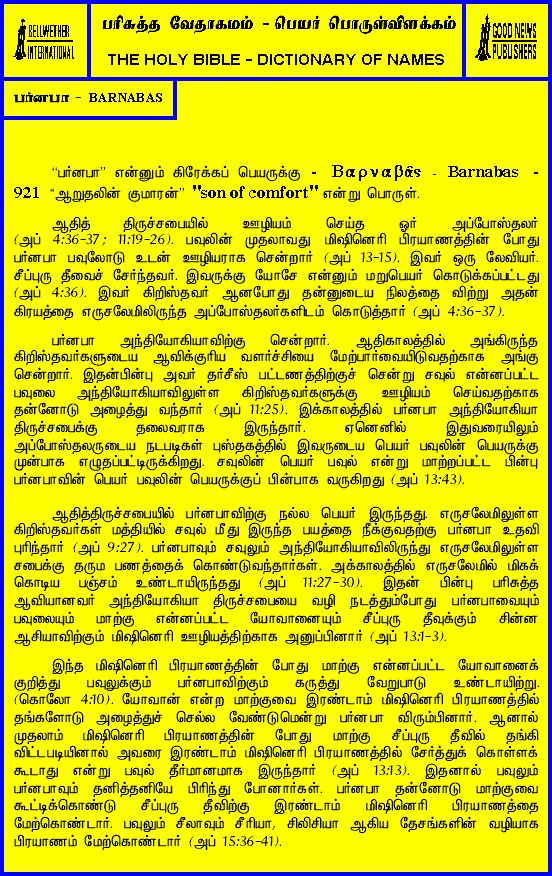 BELLWETHER
INTERNATIONAL
பரிசுத்த வேதாகமம் - பெயர் பொருள்விளக்கம்
THE HOLY BIBLE - DICTIONARY OF NAMES
GOOD NEWS
PUBLISHERS
பர்னபா - BARNABAS
“பர்னபா” என்னும் கிரேக்கப் பெயருக்கு - Βαρναβᾶs - Barnabas -
921 “ஆறுதலின் குமாரன்” "son of comfort" என்று பொருள்.
ஆதித் திருச்சபையில் ஊழியம் செய்த ஓர் அப்போஸ்தலர்
(அப் 4:36-37; 11:19-26). பவுலின் முதலாவது மிஷினெரி பிரயாணத்தின் போது
பர்னபா பவுலோடு உடன் ஊழியராக சென்றார் (அப் 13-15). இவர் ஒரு லேவியர்.
சீப்புரு தீவைச் சேர்ந்தவர். இவருக்கு யோசே என்னும் மறுபெயர் கொடுக்கப்பட்டது
(அப் 4:36). இவர் கிறிஸ்தவர் ஆனபோது தன்னுடைய நிலத்தை விற்று அதன்
கிரயத்தை எருசலேமிலிருந்த அப்போஸ்தலர்களிடம் கொடுத்தார் (அப் 4:36-37).
பர்னபா அந்தியோகியாவிற்கு சென்றார். ஆதிகாலத்தில் அங்கிருந்த
கிறிஸ்தவர்களுடைய ஆவிக்குரிய வளர்ச்சியை மேற்பார்வையிடுவதற்காக அங்கு
சென்றார். இதன்பின்பு அவர் தர்சீஸ் பட்டணத்திற்குச் சென்று சவுல் என்னப்பட்ட
பவுலை அந்தியோகியாவிலுள்ள கிறிஸ்தவர்களுக்கு ஊழியம் செய்வதற்காக
தன்னோடு அழைத்து வந்தார் (அப் 11:25). இக்காலத்தில் பர்னபா அந்தியோகியா
திருச்சபைக்கு தலைவராக இருந்தார். ஏனெனில் இதுவரையிலும்
அப்போஸ்தலருடைய நடபடிகள் புஸ்தகத்தில் இவருடைய பெயர் பவுலின் பெயருக்கு
முன்பாக எழுதப்பட்டிருக்கிறது. சவுலின் பெயர் பவுல் என்று மாற்றப்பட்ட பின்பு
பர்னபாவின் பெயர் பவுலின் பெயருக்குப் பின்பாக வருகிறது (அப் 13:43).
ஆதித்திருச்சபையில் பர்னபாவிற்கு நல்ல பெயர் இருந்தது. எருசலேமிலுள்ள
கிறிஸ்தவர்கள் மத்தியில் சவுல் மீது இருந்த பயத்தை நீக்குவதற்கு பர்னபா உதவி
புரிந்தார் (அப் 9:27). பர்னபாவும் சவுலும் அந்தியோகியாவிலிருந்து எருசலேமிலுள்ள
சபைக்கு தரும பணத்தைக் கொண்டுவந்தார்கள். அக்காலத்தில் எருசலேமில் மிகக்
கொடிய பஞ்சம் உண்டாயிருந்தது (அப் 11:27-30). இதன் பின்பு பரிசுத்த
ஆவியானவர் அந்தியோகியா திருச்சபையை வழி நடத்தும்போது பர்னபாவையும்
பவுலையும் மாற்கு என்னப்பட்ட யோவானையும் சீப்புரு தீவுக்கும் சின்ன
ஆசியாவிற்கும் மிஷினெரி ஊழியத்திற்காக அனுப்பினார் (அப் 13:1-3).
இந்த மிஷினெரி பிரயாணத்தின் போது மாற்கு என்னப்பட்ட யோவானைக்
குறித்து பவுலுக்கும் பர்னபாவிற்கும் கருத்து வேறுபாடு உண்டாயிற்று.
(கொலோ 4:10). யோவான் என்ற மாற்குவை இரண்டாம் மிஷினெரி பிரயாணத்தில்
தங்களோடு அழைத்துச் செல்ல வேண்டுமென்று பர்னபா விரும்பினார். ஆனால்
முதலாம் மிஷினெரி பிரயாணத்தின் போது மாற்கு சீப்புரு தீவில் தங்கி
விட்டபடியினால் அவரை இரண்டாம் மிஷினெரி பிரயாணத்தில் சேர்த்துக் கொள்ளக்
கூடாது என்று பவுல் தீர்மானமாக இருந்தார் (அப் 13:13). இதனால் பவுலும்
பர்னபாவும் தனித்தனியே பிரிந்து போனார்கள். பர்னபா தன்னோடு மாற்குவை
கூட்டிக்கொண்டு சீப்புரு தீவிற்கு இரண்டாம் மிஷினெரி பிரயாணத்தை
மேற்கொண்டார். பவுலும் சீலாவும் சீரியா, சிலிசியா ஆகிய தேசங்களின் வழியாக
பிரயாணம் மேற்கொண்டார் (அப் 15:36-41).